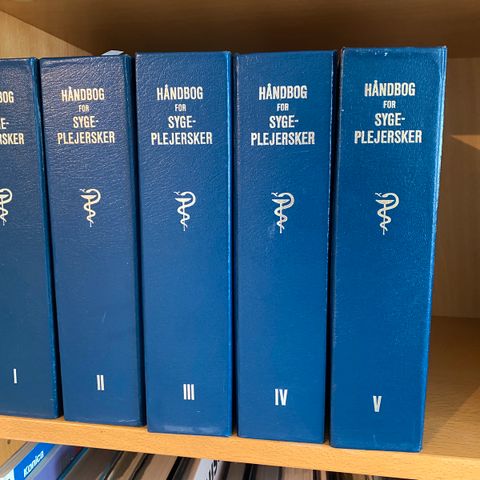 HÅNDBOG
FOR
SYGE-
PLEJERSKER
I
HÅNDBOG
FOR
SYGE-
PLEJERSKER
II
HÅNDBOG
FOR
SYGE-
PLEJERSKER
III
HÅNDBOG
FOR
SYGE-
PLEJERSKER
IV
HÅNDBOG
FOR
SYGE-
PLEJERSKER
V
Konica